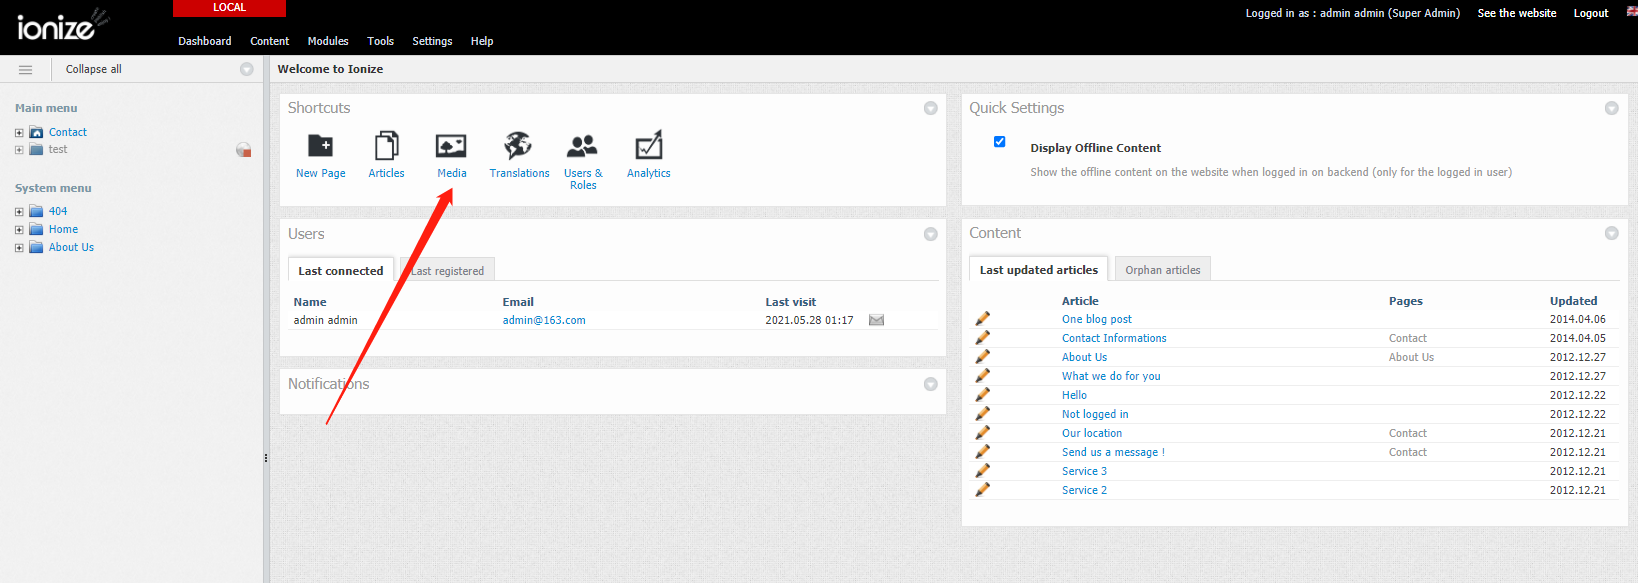 LOCAL
ionize
Logged in as : admin admin (Super Admin) See the website Logout
Dashboard Content Modules Tools Settings Help
Collapse all
Welcome to Ionize
Main menu
Contact
test
System menu
404
Home
About Us
Shortcuts
New Page Articles Media Translations Users & Roles Analytics
Users
Last connected Last registered
Name Email Last visit
admin admin admin@163.com 2021.05.28 01:17
Notifications
Quick Settings
Display Offline Content
Show the offline content on the website when logged in on backend (only for the logged in user)
Content
Last updated articles Orphan articles
Article Pages Updated
One blog post 2014.04.06
Contact Informations Contact 2014.04.05
About Us About Us 2012.12.27
What we do for you 2012.12.27
Hello 2012.12.22
Not logged in 2012.12.22
Our location Contact 2012.12.21
Send us a message ! Contact 2012.12.21
Service 3 2012.12.21
Service 2 2012.12.21